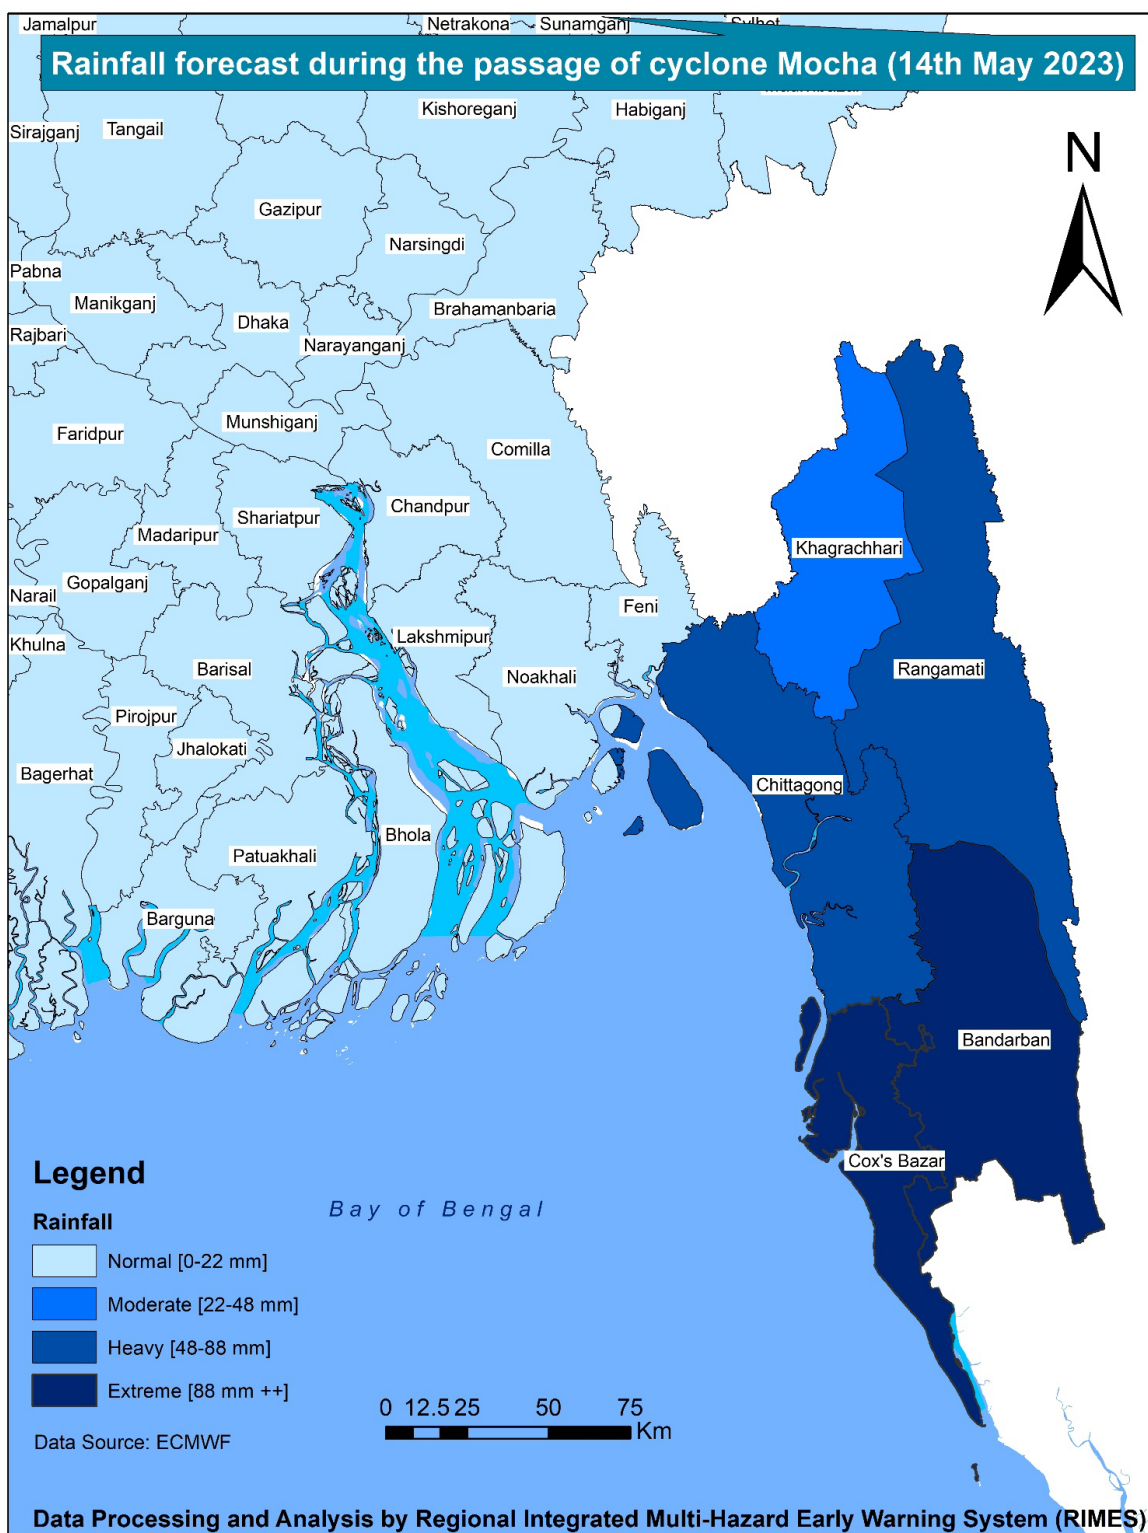 Jamalpur
Netrakona
Sunamganj
Sylhet
Rainfall forecast during the passage of cyclone Mocha (14th May 2023)
Kishoreganj
Habiganj
Sirajganj
Tangail
Gazipur
Narsingdi
Pabna
Manikganj
Dhaka
Brahamanbaria
Rajbari
Narayanganj
N
Munshiganj
Faridpur
Comilla
Chandpur
Shariatpur
Madaripur
Khagrachhari
Gopalganj
Narail
Feni
Khulna
Lakshmipur
Barisal
Noakhali
Rangamati
Pirojpur
Jhalokati
Bagerhat
Chittagong
Bhola
Patuakhali
Barguna
Bandarban
Cox's Bazar
Bay of Bengal
Legend
Rainfall
Normal [0-22 mm]
Moderate [22-48 mm]
Heavy [48-88 mm]
Extreme [88 mm ++]
0 12.5 25 50 75
Km
Data Source: ECMWF
Data Processing and Analysis by Regional Integrated Multi-Hazard Early Warning System (RIMES)